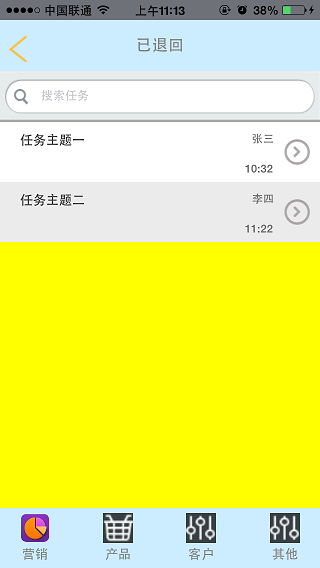 中国联通 上午11:13 38%
已退回
搜索任务
任务主题一 张三
10:32
任务主题二 李四
11:22
营销 产品 客户 其他